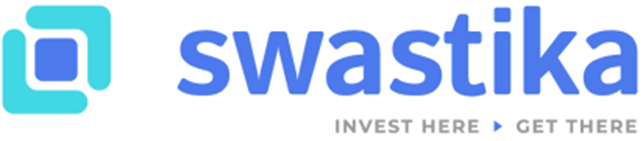 swastika
INVEST HERE ▸ GET THERE